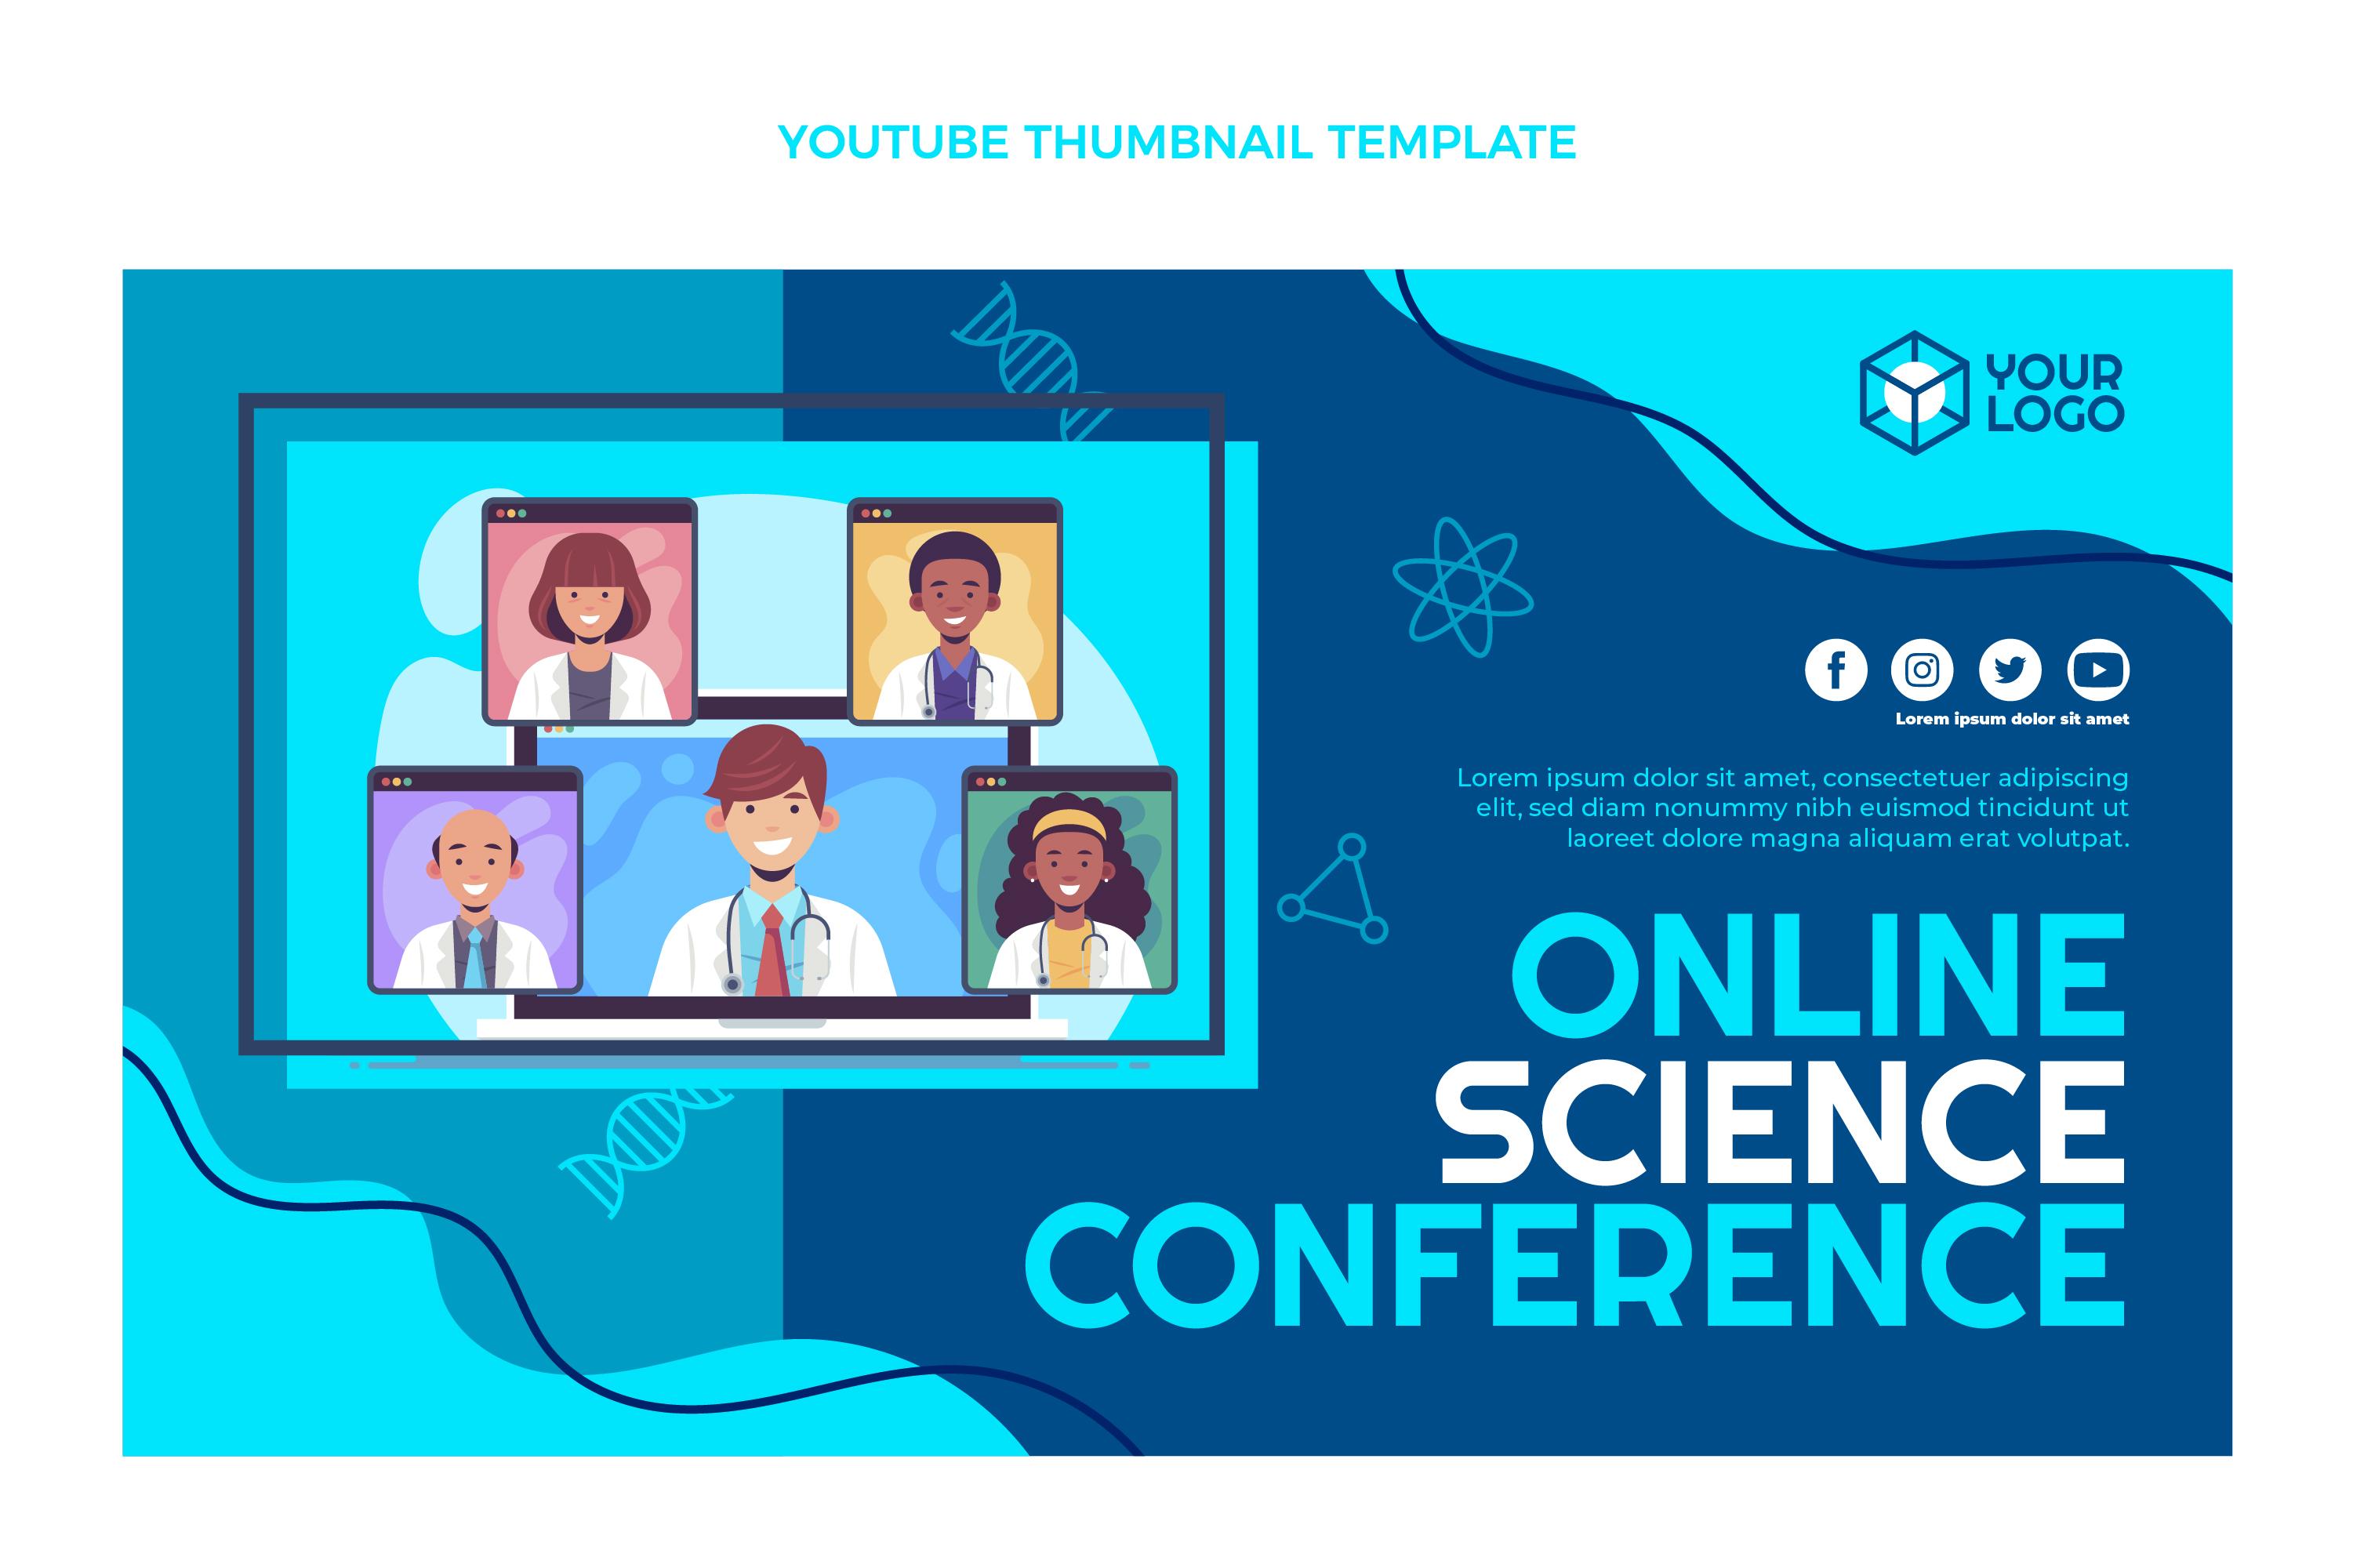 YOUTUBE THUMBNAIL TEMPLATE
YOUR
LOGO
Lorem ipsum dolor sit amet
Lorem ipsum dolor sit amet, consectetuer adipiscing
elit, sed diam nonummy nibh euismod tincidunt ut
laoreet dolore magna aliquam erat volutpat.
ONLINE
SCIENCE
CONFERENCE